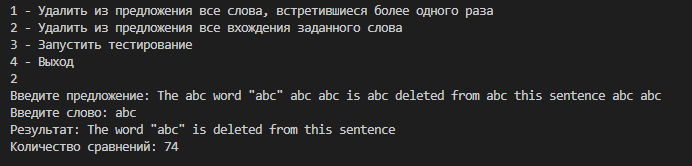 1 - Удалить из предложения все слова, встретившиеся более одного раза
2 - Удалить из предложения все вхождения заданного слова
3 - Запустить тестирование
4 - Выход
2
Введите предложение: The abc word "abc" abc abc is abc deleted from abc this sentence abc abc
Введите слово: abc
Результат: The word "abc" is deleted from this sentence
Количество сравнений: 74